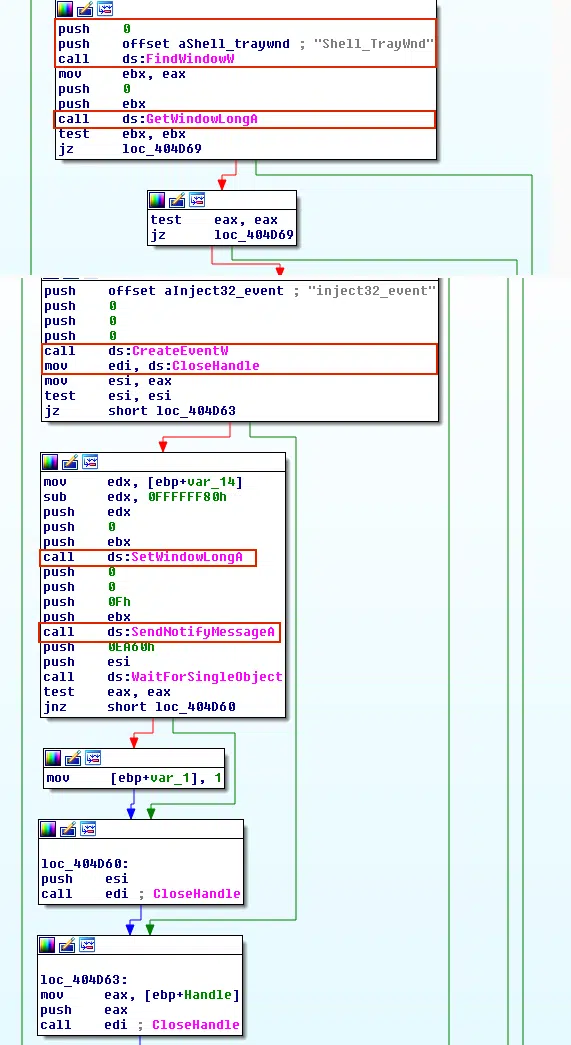 push 0
push offset aShell_traywnd ; "Shell_TrayWnd"
call ds:FindWindowW
mov ebx, eax
push 0
push ebx
call ds:GetWindowLongA
test ebx, ebx
jz loc_404D69
test eax, eax
jz loc_404D69
push offset aInject32_event ; "inject32_event"
push 0
push 0
push 0
call ds:CreateEventW
mov edi, ds:CloseHandle
mov esi, eax
test esi, esi
jz short loc_404D63
mov edx, [ebp+var_14]
sub edx, 0FFFFFF80h
push edx
push 0
push ebx
call ds:SetWindowLongA
push 0
push 0
push 0Fh
push ebx
call ds:SendNotifyMessageA
push 0EA60h
push esi
call ds:WaitForSingleObject
test eax, eax
jnz short loc_404D60
mov [ebp+var_1], 1
loc_404D60:
push esi
call edi ; CloseHandle
loc_404D63:
mov eax, [ebp+Handle]
push eax
call edi ; CloseHandle